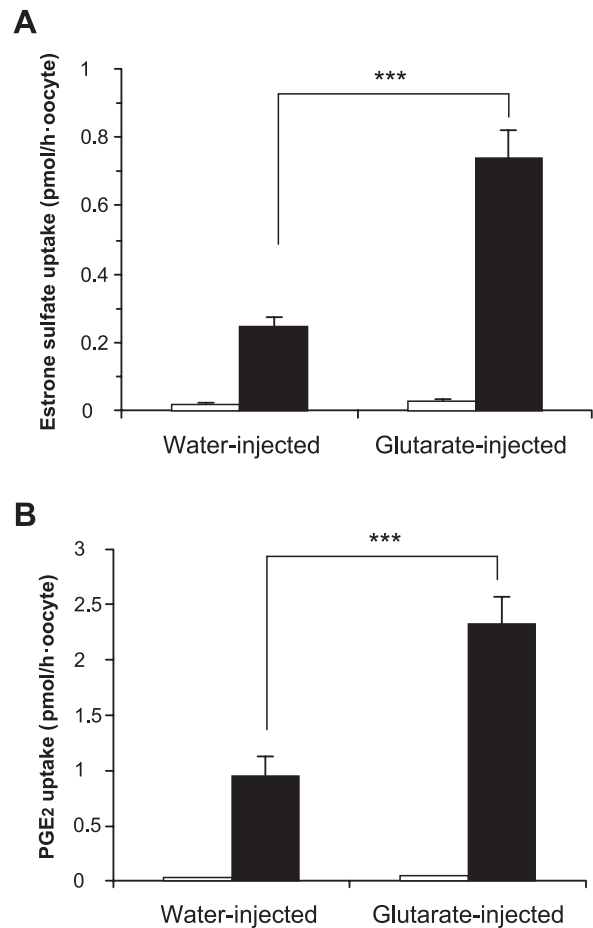 A
Estrone sulfate uptake (pmol/h·oocyte)
1
0.8
0.6
0.4
0.2
0
***
Water-injected
Glutarate-injected
B
PGE2 uptake (pmol/h·oocyte)
3
2.5
2
1.5
1
0.5
0
***
Water-injected
Glutarate-injected